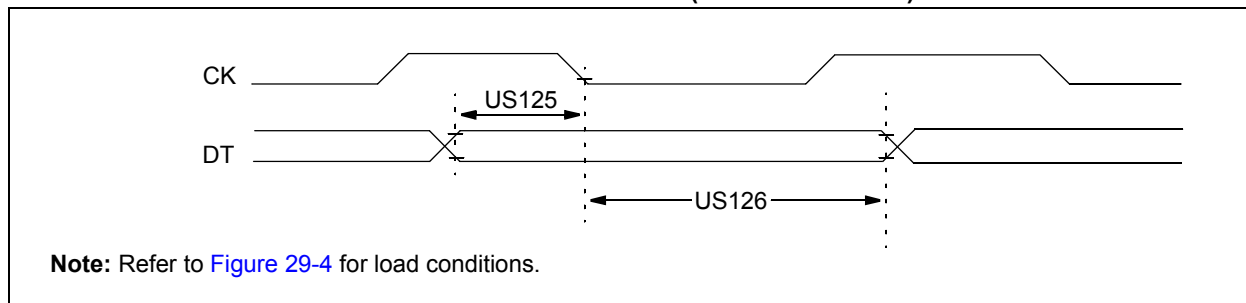 CK
US125
DT
US126
Note: Refer to Figure 29-4 for load conditions.